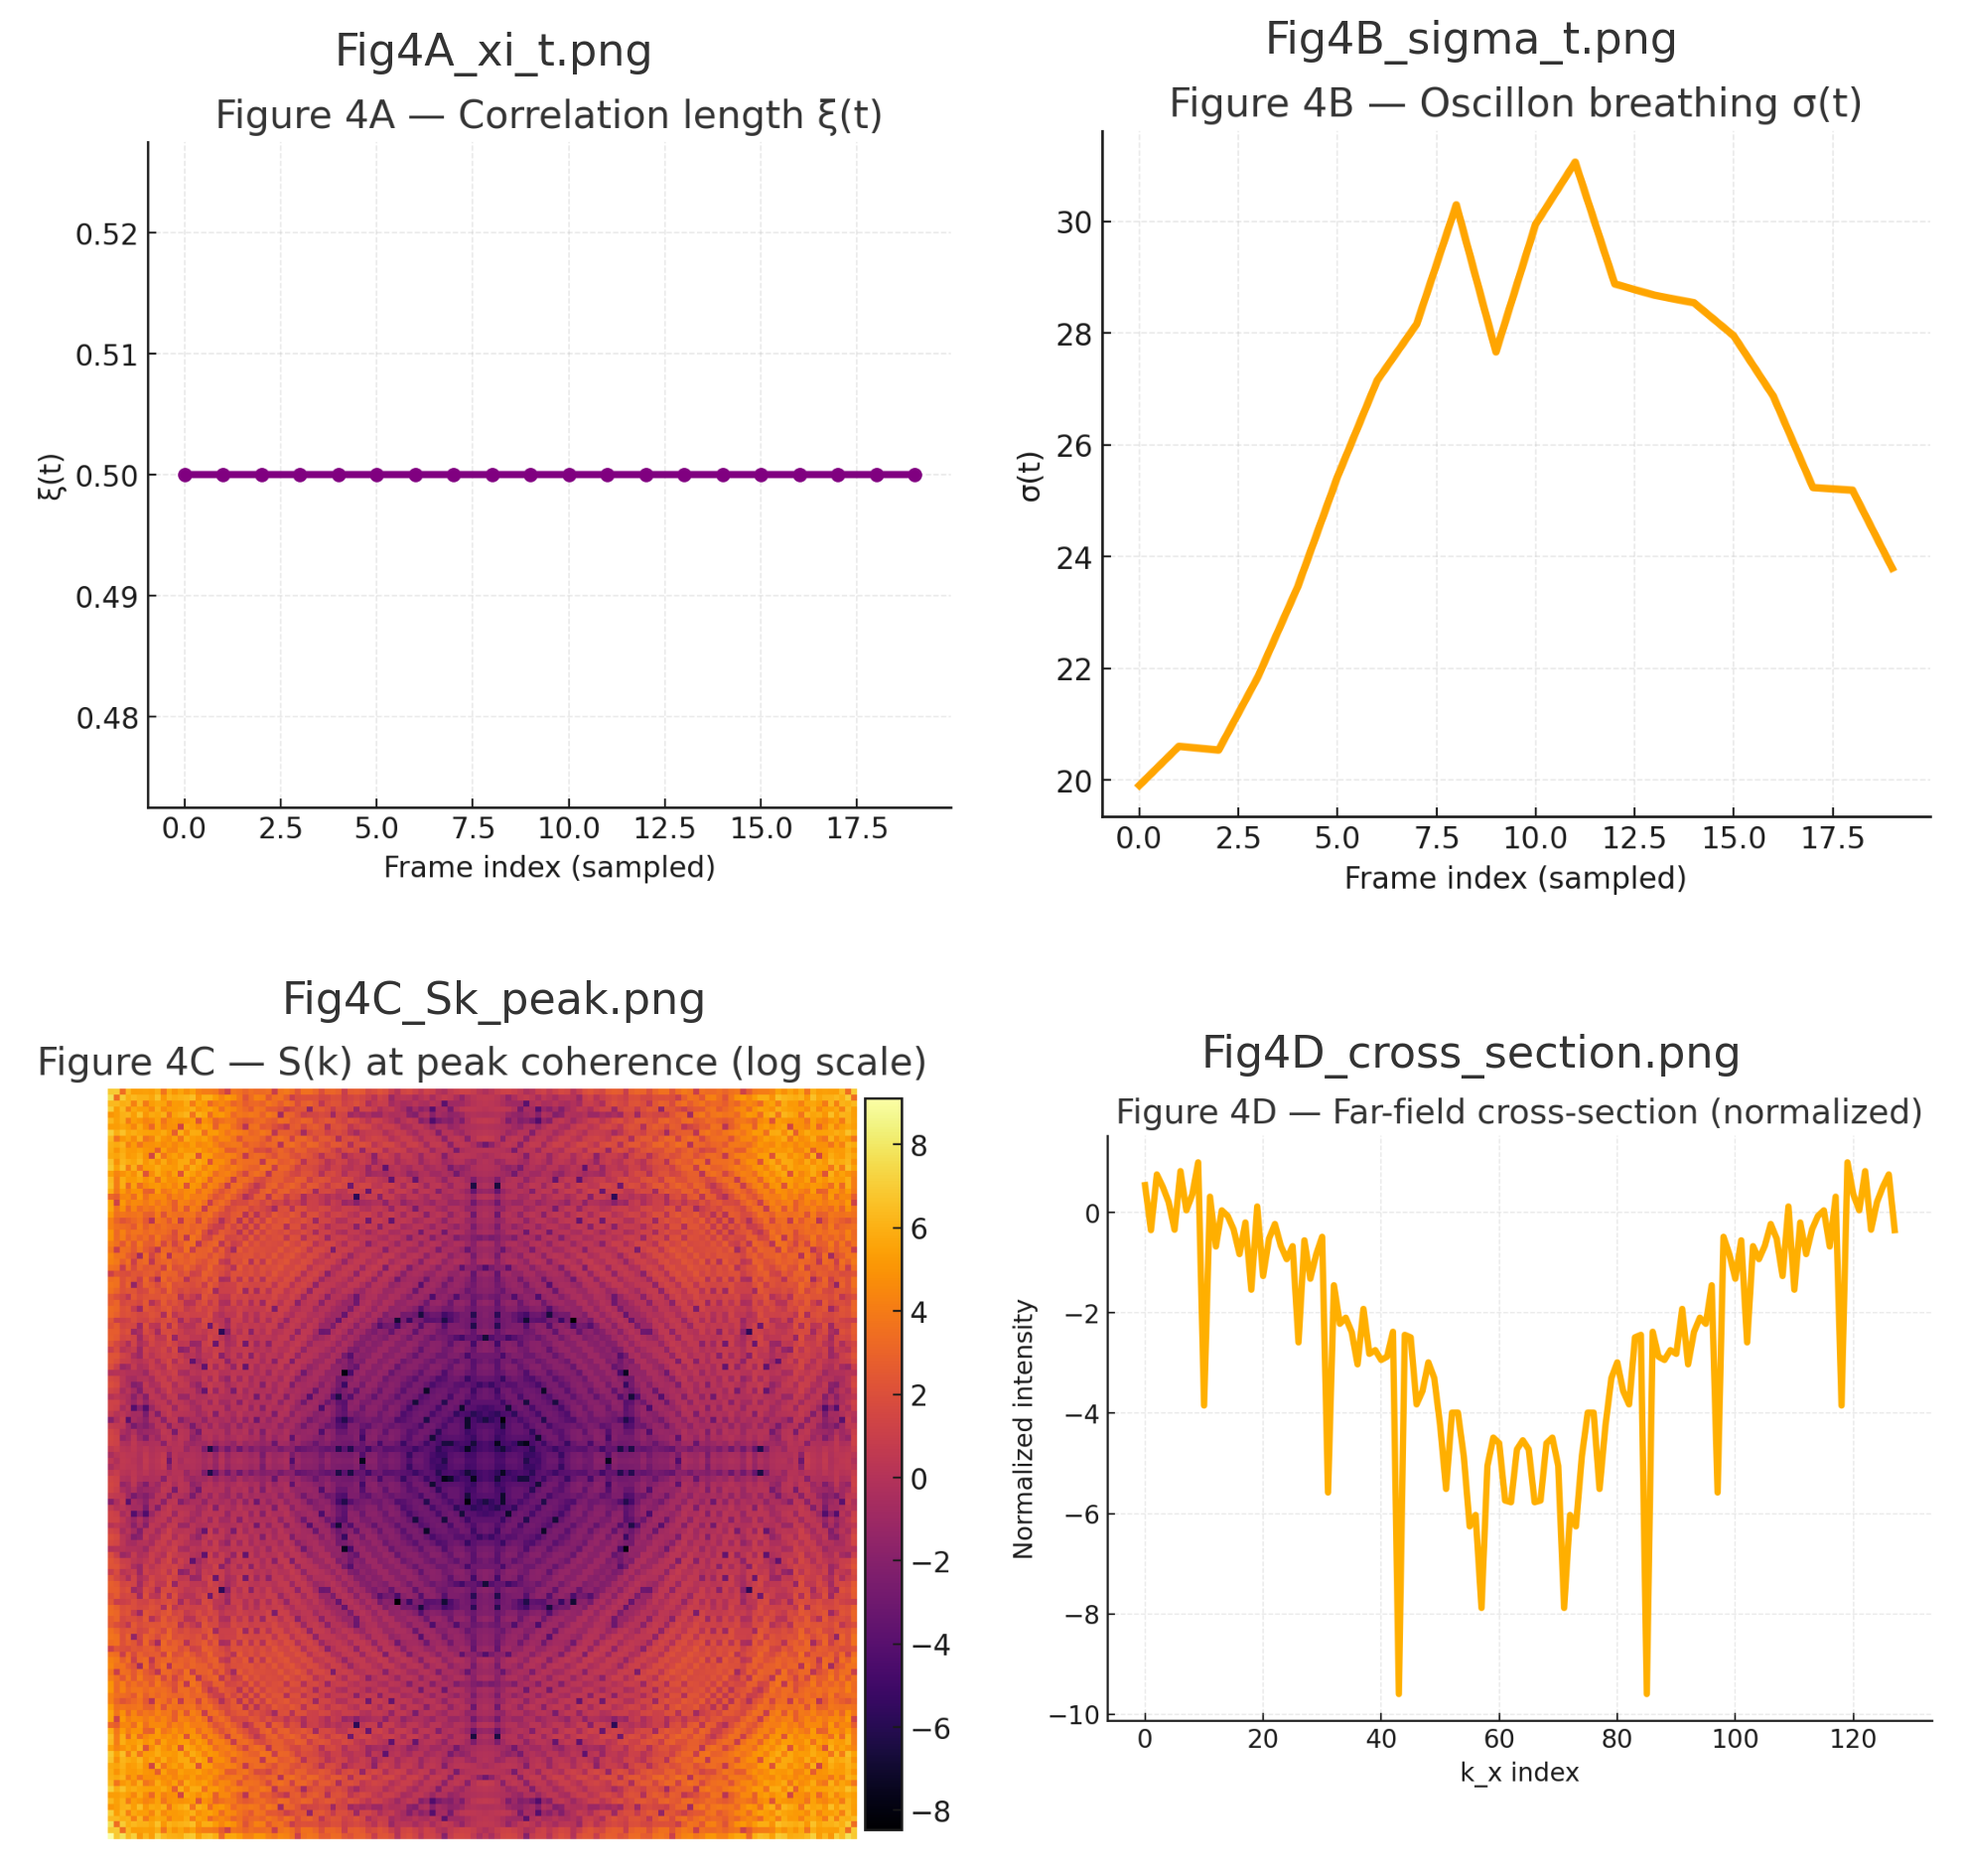 Fig4A_xi_t.png
Figure 4A — Correlation length ξ(t)
0.52
0.51
0.50
0.49
0.48
ξ(t)
0.0 2.5 5.0 7.5 10.0 12.5 15.0 17.5
Frame index (sampled)
Fig4B_sigma_t.png
Figure 4B — Oscillon breathing σ(t)
30
28
26
24
22
20
σ(t)
0.0 2.5 5.0 7.5 10.0 12.5 15.0 17.5
Frame index (sampled)
Fig4C_Sk_peak.png
Figure 4C — S(k) at peak coherence (log scale)
8
6
4
2
0
−2
−4
−6
−8
Fig4D_cross_section.png
Figure 4D — Far-field cross-section (normalized)
0
−2
−4
−6
−8
−10
Normalized intensity
0 20 40 60 80 100 120
k_x index